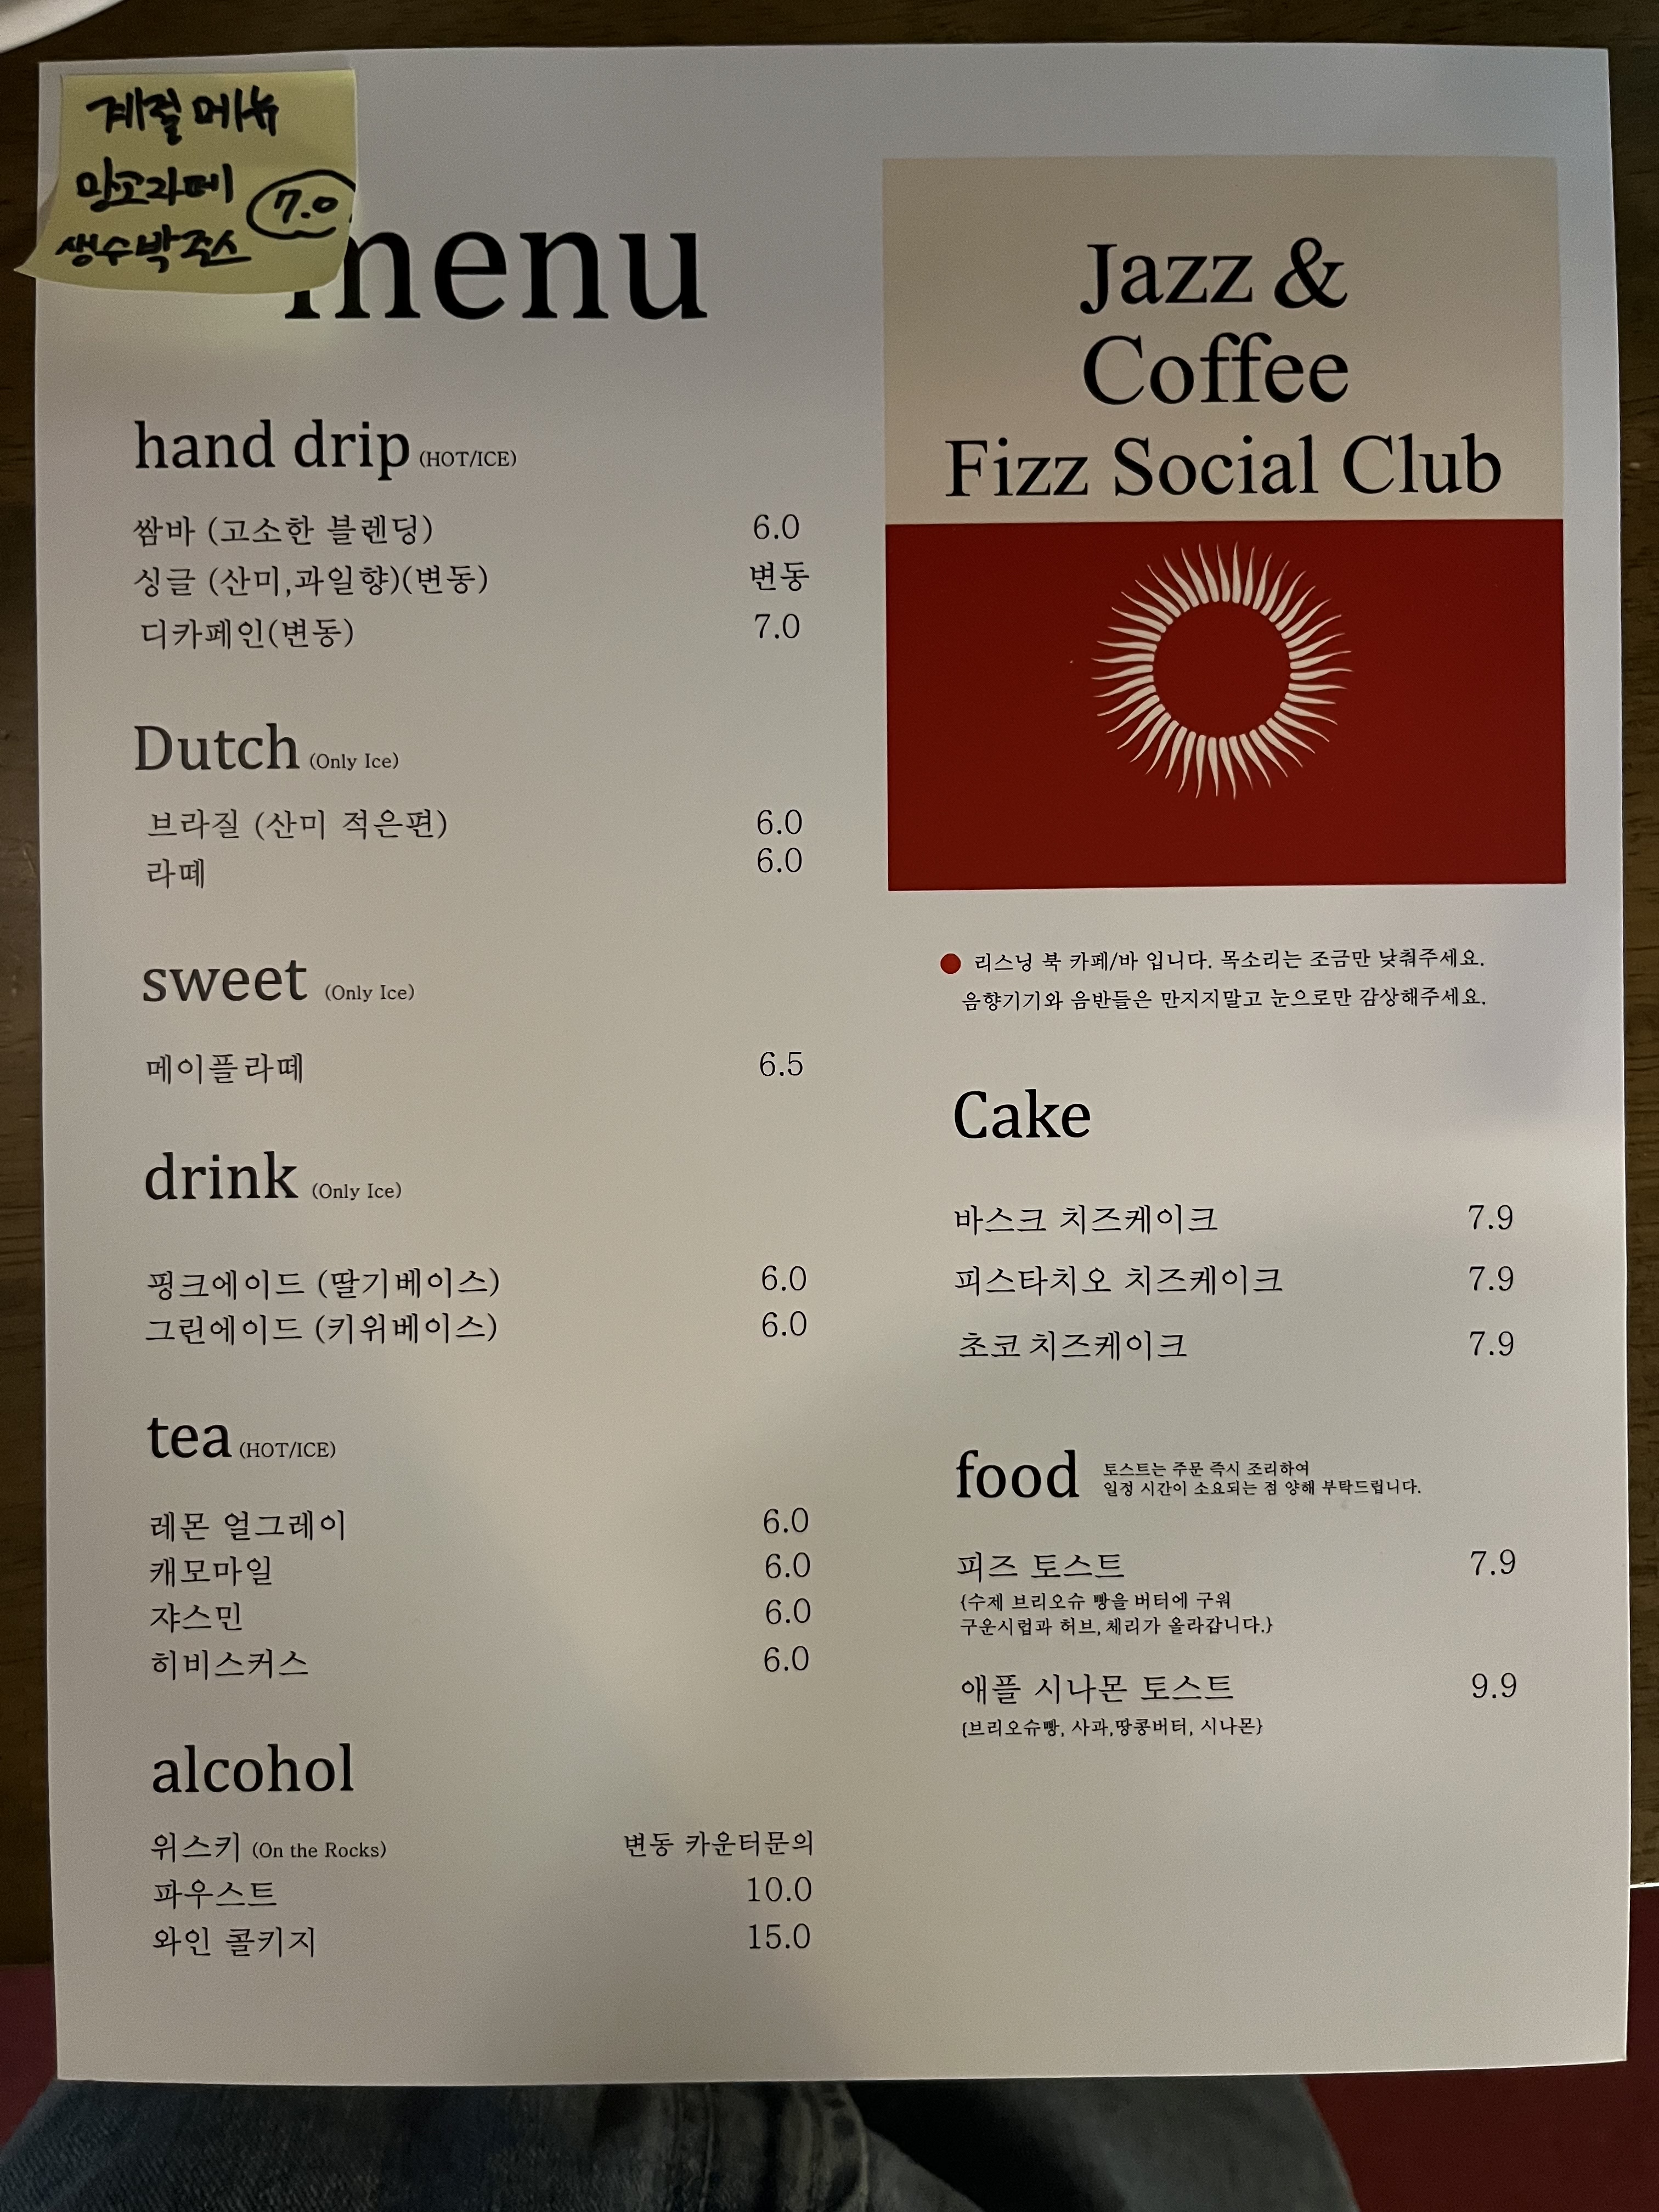 계절메뉴
망고라떼
생수박쥬스
7.0
menu
hand drip (HOT/ICE)
쌈바 (고소한 블렌딩) 6.0
싱글 (산미,과일향)(변동) 변동
디카페인(변동) 7.0
Dutch (Only Ice)
브라질 (산미 적은편) 6.0
라떼 6.0
sweet (Only Ice)
메이플라떼 6.5
drink (Only Ice)
핑크에이드 (딸기베이스) 6.0
그린에이드 (키위베이스) 6.0
tea (HOT/ICE)
레몬 얼그레이 6.0
캐모마일 6.0
쟈스민 6.0
히비스커스 6.0
alcohol
위스키 (On the Rocks) 변동 카운터문의
파우스트 10.0
와인 콜키지 15.0
Jazz &
Coffee
Fizz Social Club
리스닝 북 카페/바 입니다. 목소리는 조금만 낮춰주세요.
음향기기와 음반들은 만지지말고 눈으로만 감상해주세요.
Cake
바스크 치즈케이크 7.9
피스타치오 치즈케이크 7.9
초코 치즈케이크 7.9
food
토스트는 주문 즉시 조리하여
일정 시간이 소요되는 점 양해 부탁드립니다.
피즈 토스트 7.9
{수제 브리오슈 빵을 버터에 구워
구운시럽과 허브, 체리가 올라갑니다.}
애플 시나몬 토스트 9.9
{브리오슈빵, 사과,땅콩버터, 시나몬}